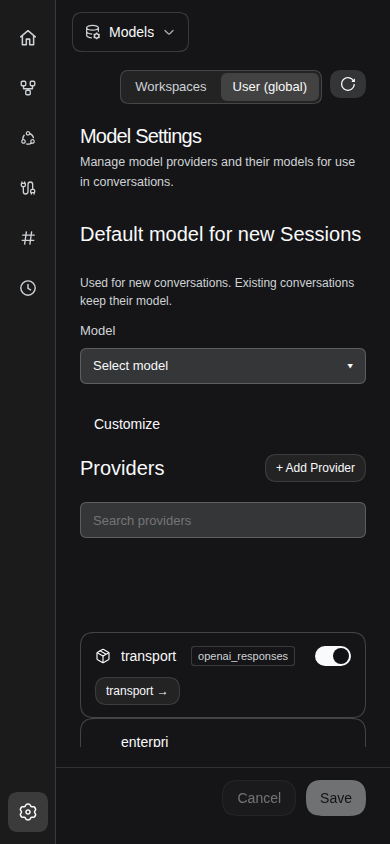 Models
Workspaces
User (global)
Model Settings
Manage model providers and their models for use
in conversations.
Default model for new Sessions
Used for new conversations. Existing conversations
keep their model.
Model
Select model
Customize
Providers
+ Add Provider
Search providers
transport
openai_responses
transport →
enterpri
Cancel
Save